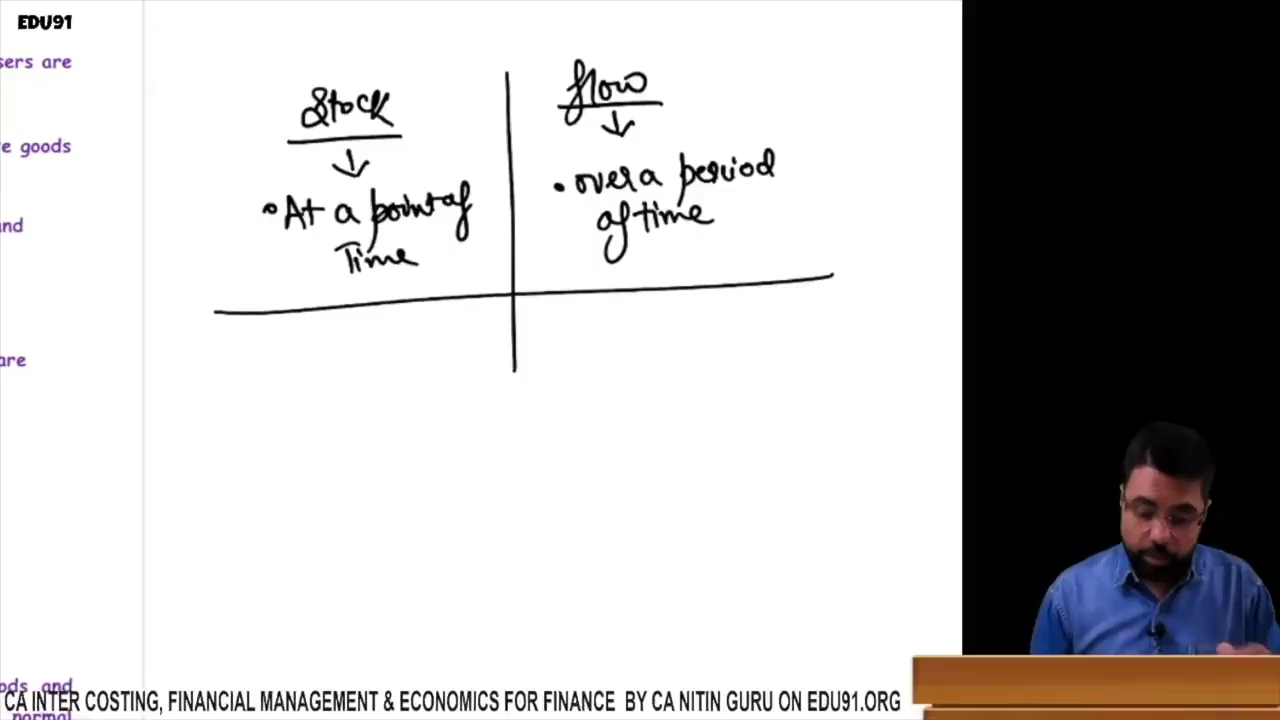 EDU91
sers are
e goods
nd
are
ods and
normal
Stock
↓
• At a point of
Time
flow
↓
• over a period
of time
CA INTER COSTING, FINANCIAL MANAGEMENT & ECONOMICS FOR FINANCE BY CA NITIN GURU ON EDU91.ORG